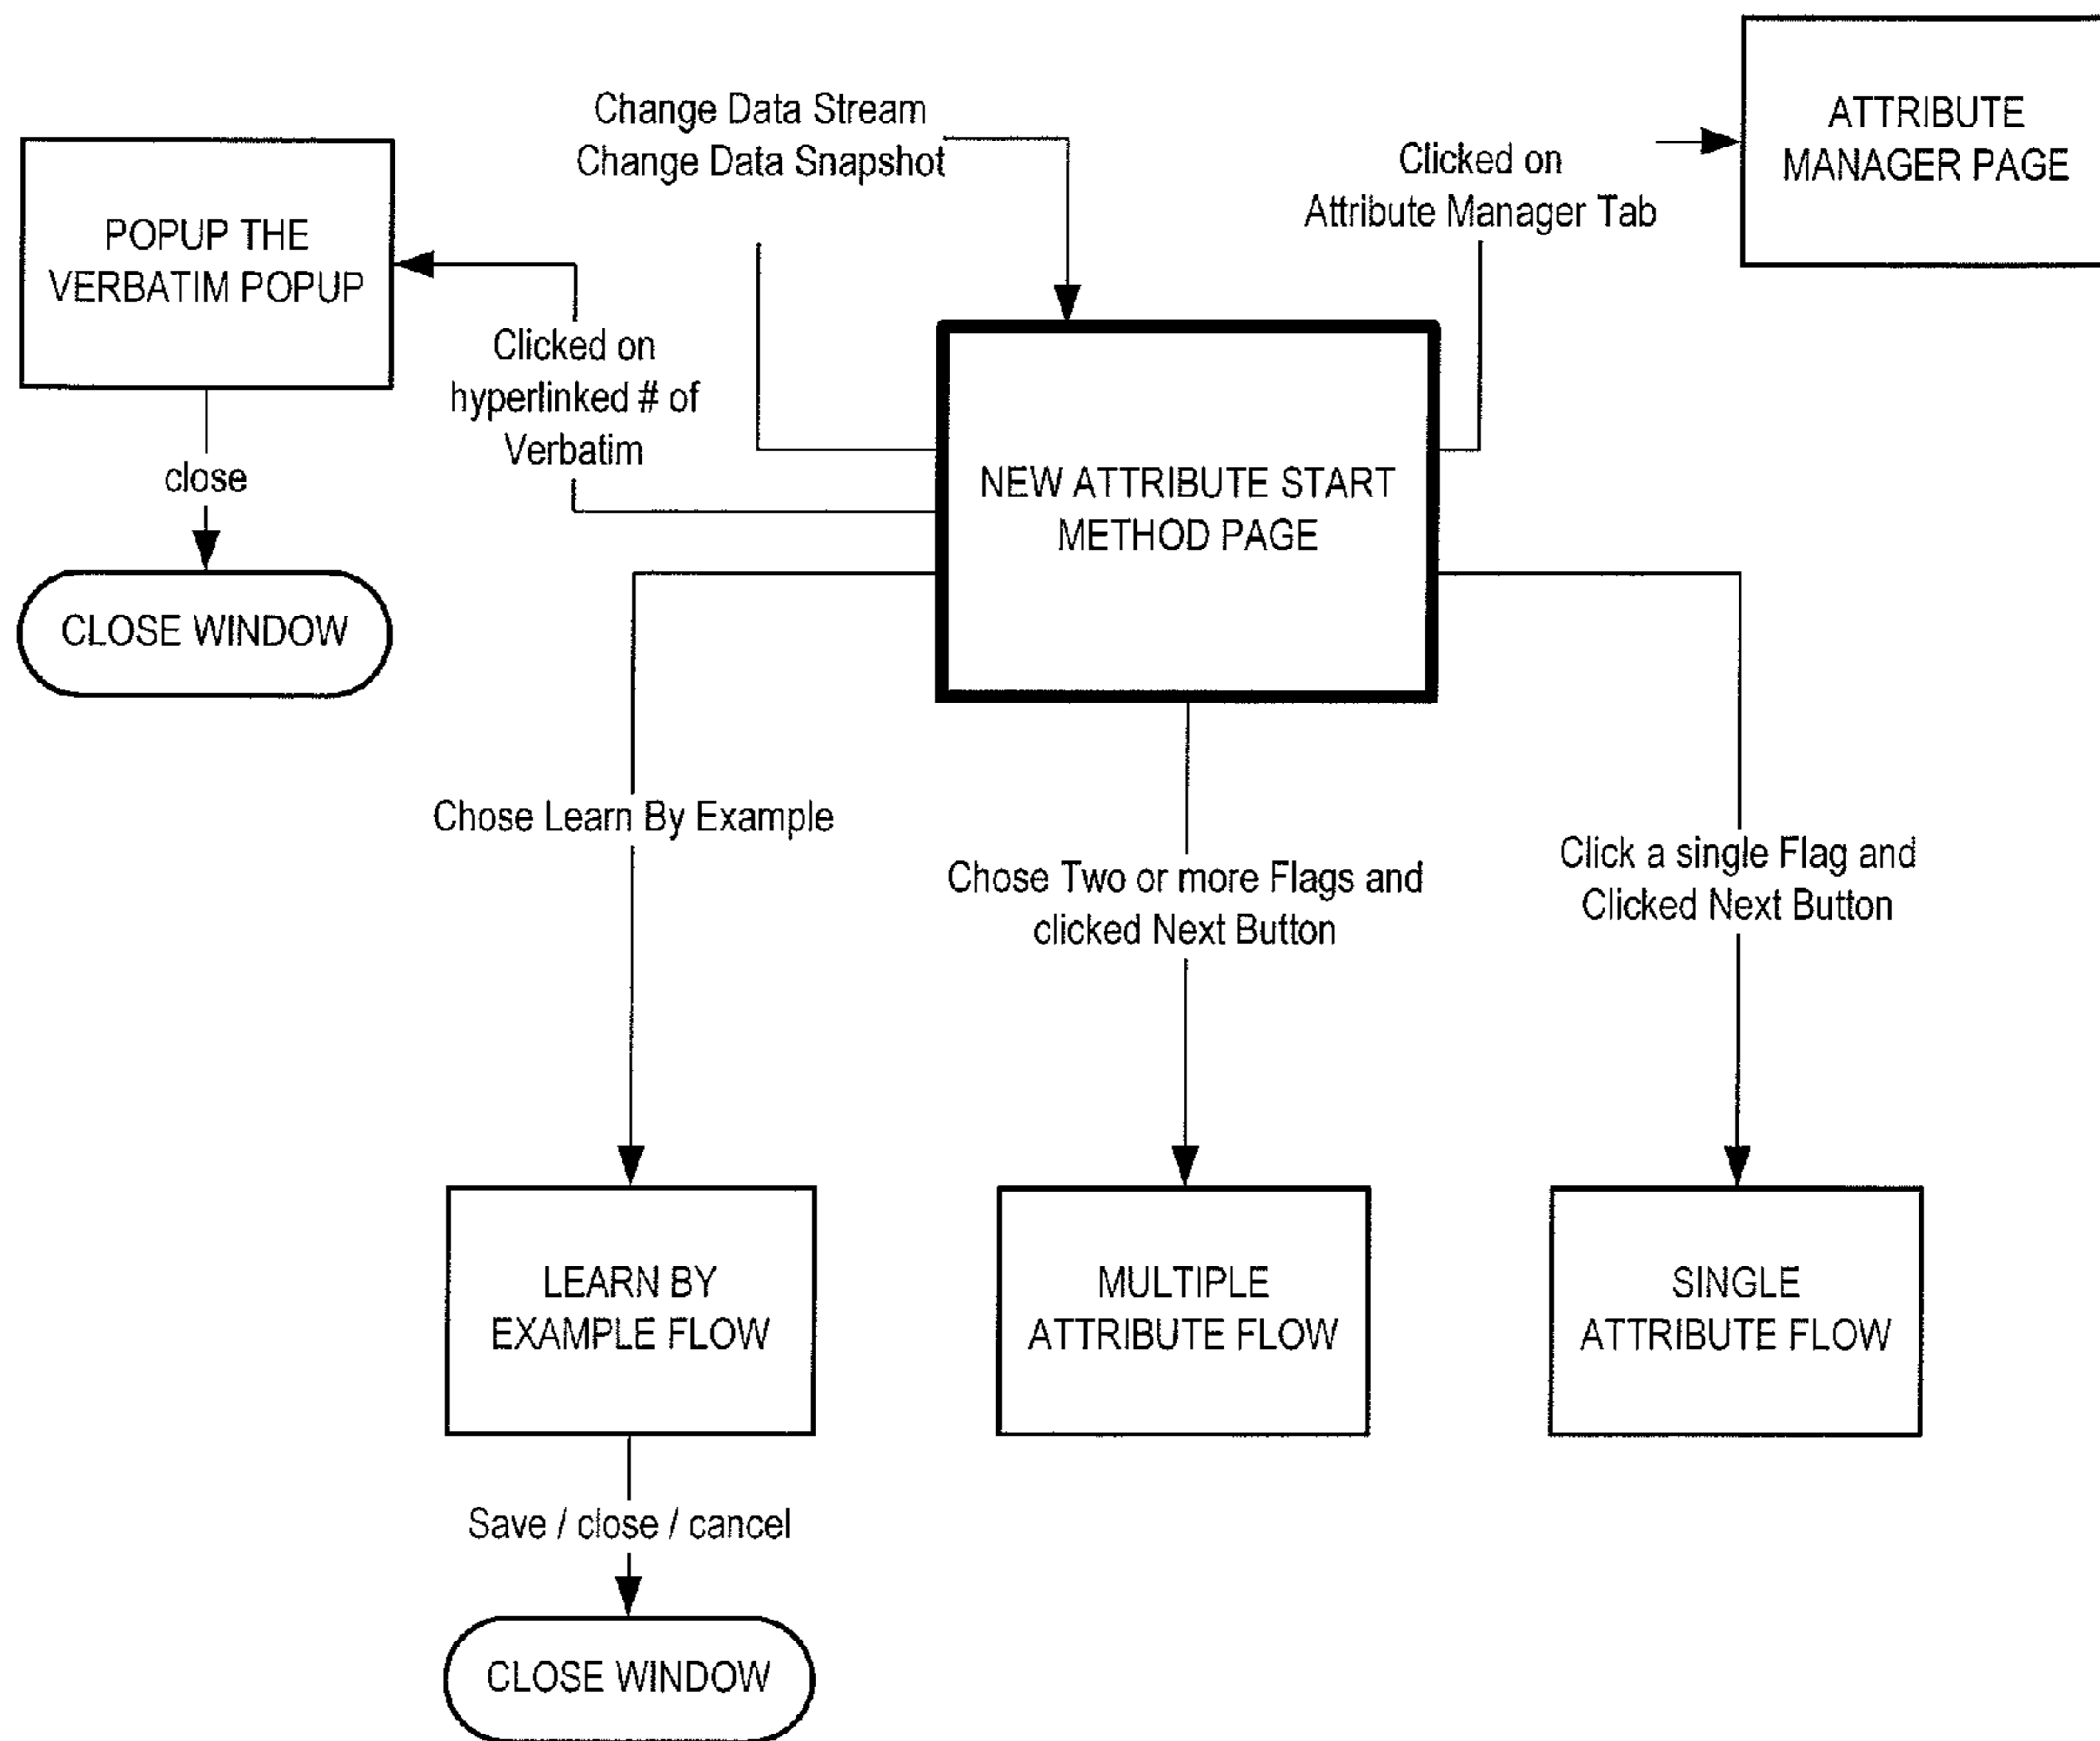 Change Data Stream
Change Data Snapshot
ATTRIBUTE
MANAGER PAGE
Clicked on
Attribute Manager Tab
POPUP THE
VERBATIM POPUP
Clicked on
hyperlinked # of
Verbatim
close
CLOSE WINDOW
NEW ATTRIBUTE START
METHOD PAGE
Chose Learn By Example
Chose Two or more Flags and
clicked Next Button
Click a single Flag and
Clicked Next Button
LEARN BY
EXAMPLE FLOW
MULTIPLE
ATTRIBUTE FLOW
SINGLE
ATTRIBUTE FLOW
Save / close / cancel
CLOSE WINDOW